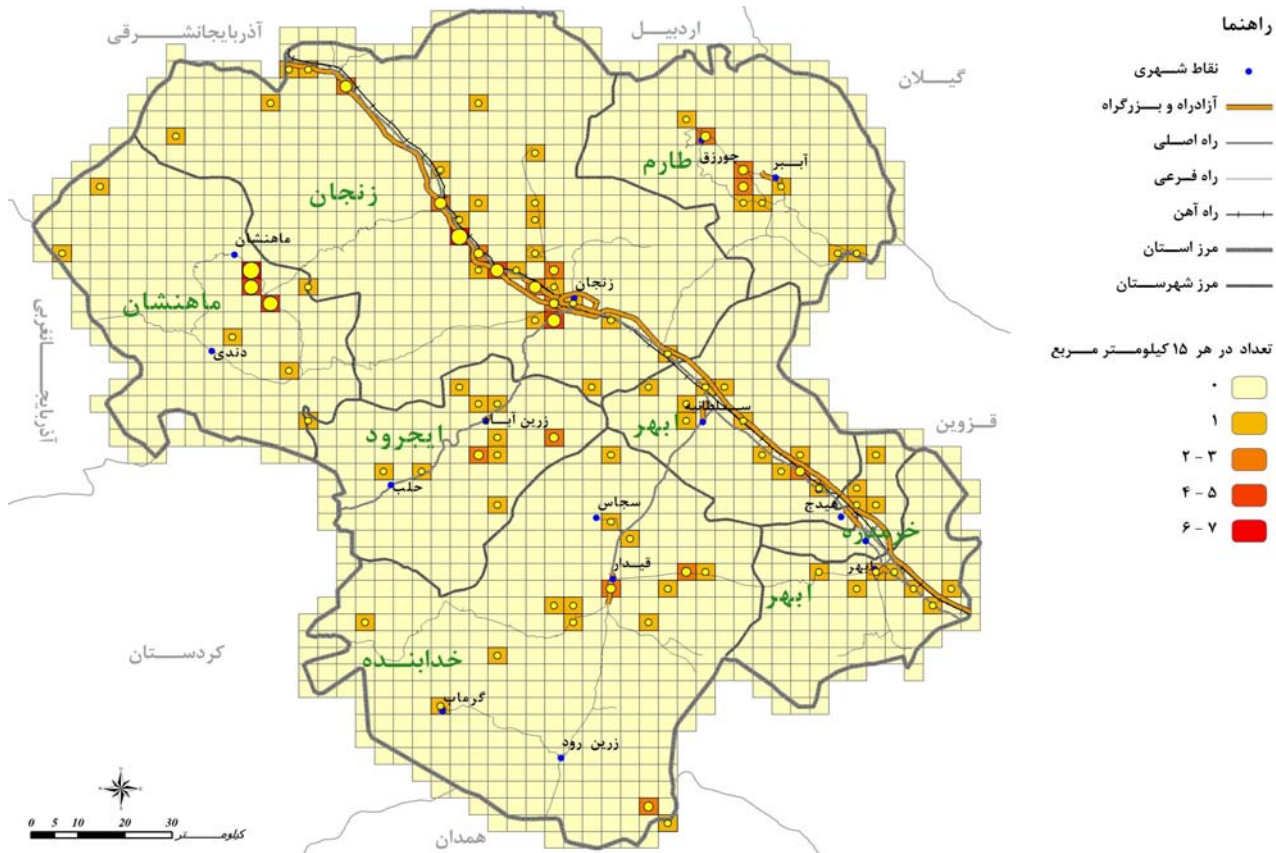 راهنما
نقاط شهری
آزادراه و بزرگراه
راه اصلی
راه فرعی
راه آهن
مرز استان
مرز شهرستان
تعداد در هر ۱۵ کیلومتر مربع
۰
۱
۲ - ۳
۴ - ۵
۶ - ۷
آذربایجانشرقی
اردبیل
گیلان
قزوین
همدان
کردستان
آذربایجانغربی
طارم
چورزق
آببر
زنجان
ماهنشان
زنجان
ماهنشان
دندی
سلطانیه
ابهر
زرین آباد
ایجرود
حلب
سجاس
هیدج
خرمدره
قیدار
ابهر
ابهر
خدابنده
گرماب
زرین رود
0 5 10 20 30
کیلومتر